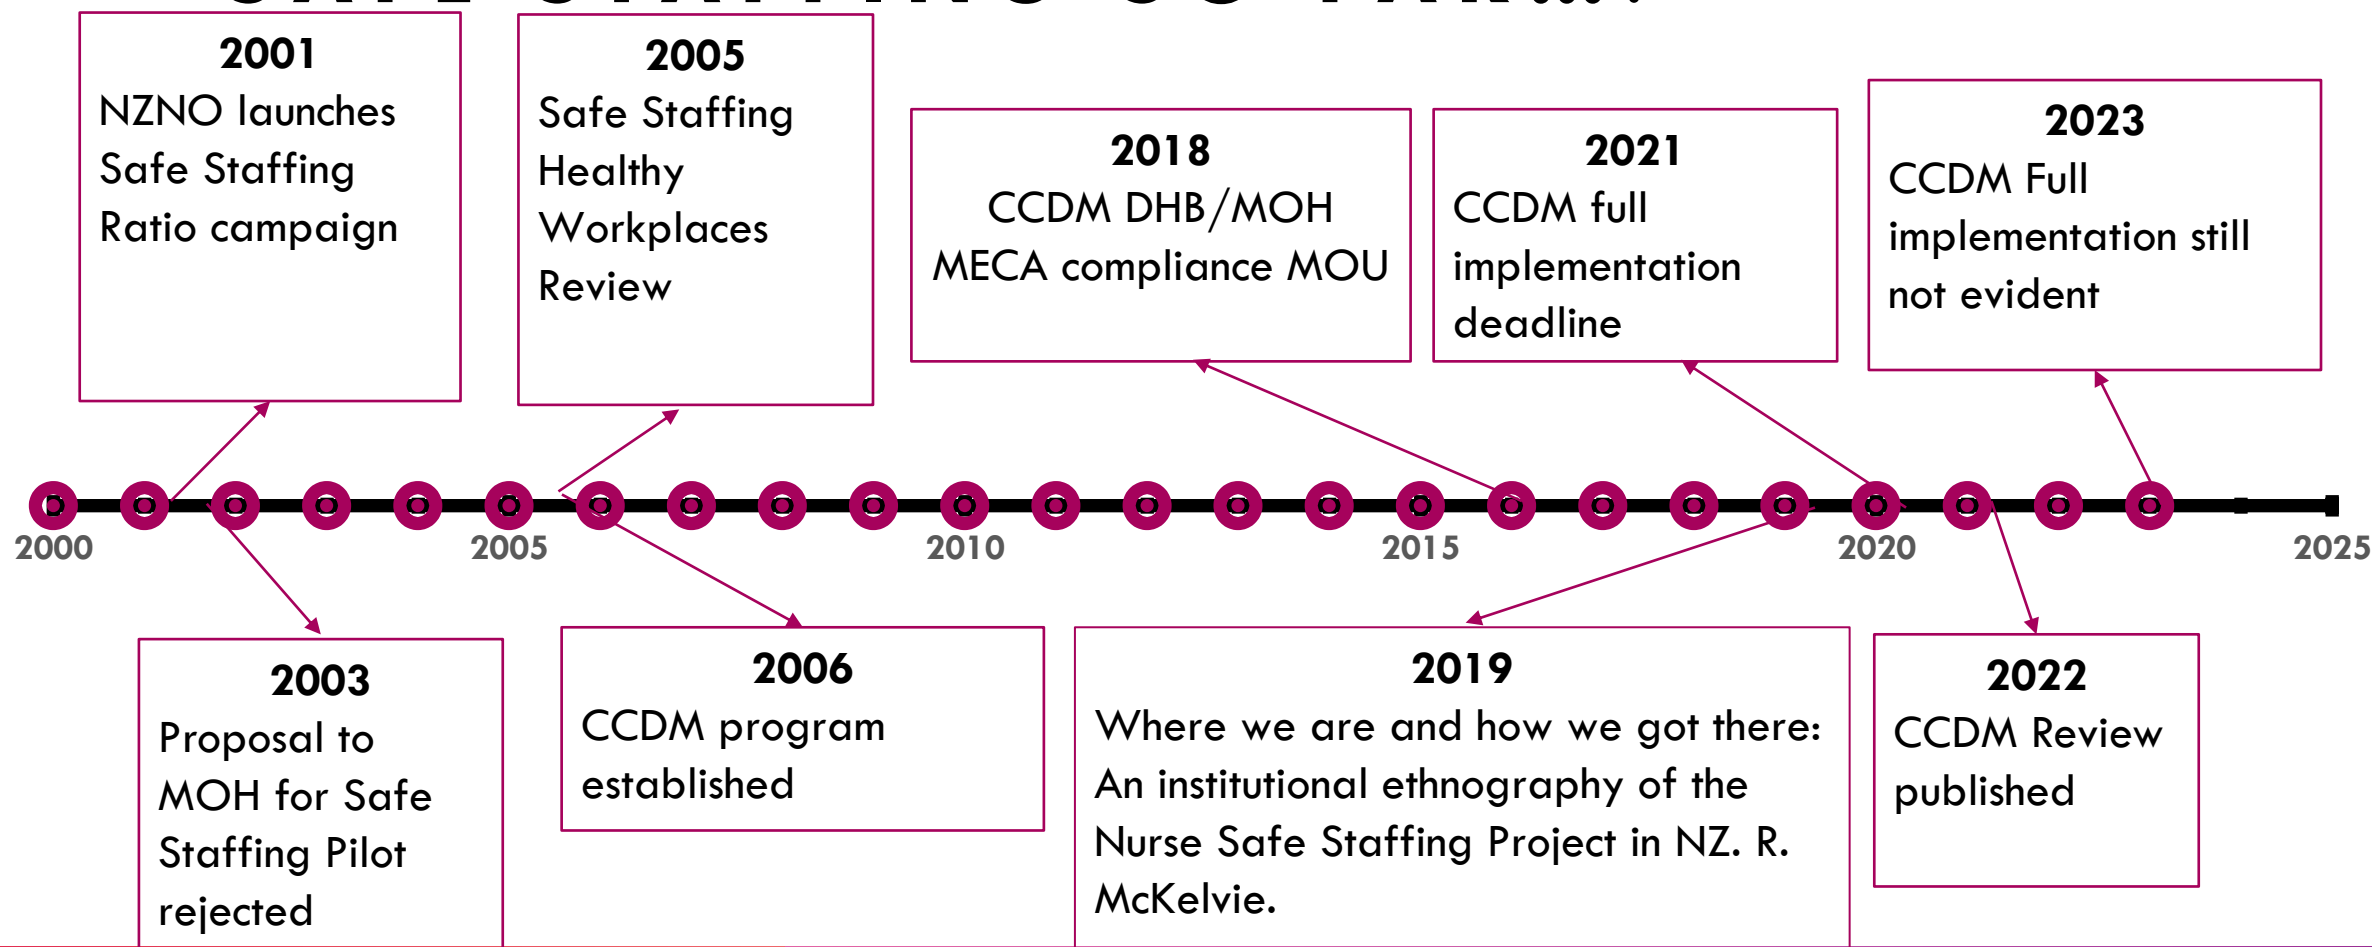 SAFE STAFFING SO FAR….
2001
NZNO launches
Safe Staffing
Ratio campaign
2005
Safe Staffing
Healthy
Workplaces
Review
2018
CCDM DHB/MOH
MECA compliance MOU
2021
CCDM full
implementation
deadline
2023
CCDM Full
implementation still
not evident
2000
2005
2010
2015
2020
2025
2003
Proposal to
MOH for Safe
Staffing Pilot
rejected
2006
CCDM program
established
2019
Where we are and how we got there:
An institutional ethnography of the
Nurse Safe Staffing Project in NZ. R.
McKelvie.
2022
CCDM Review
published